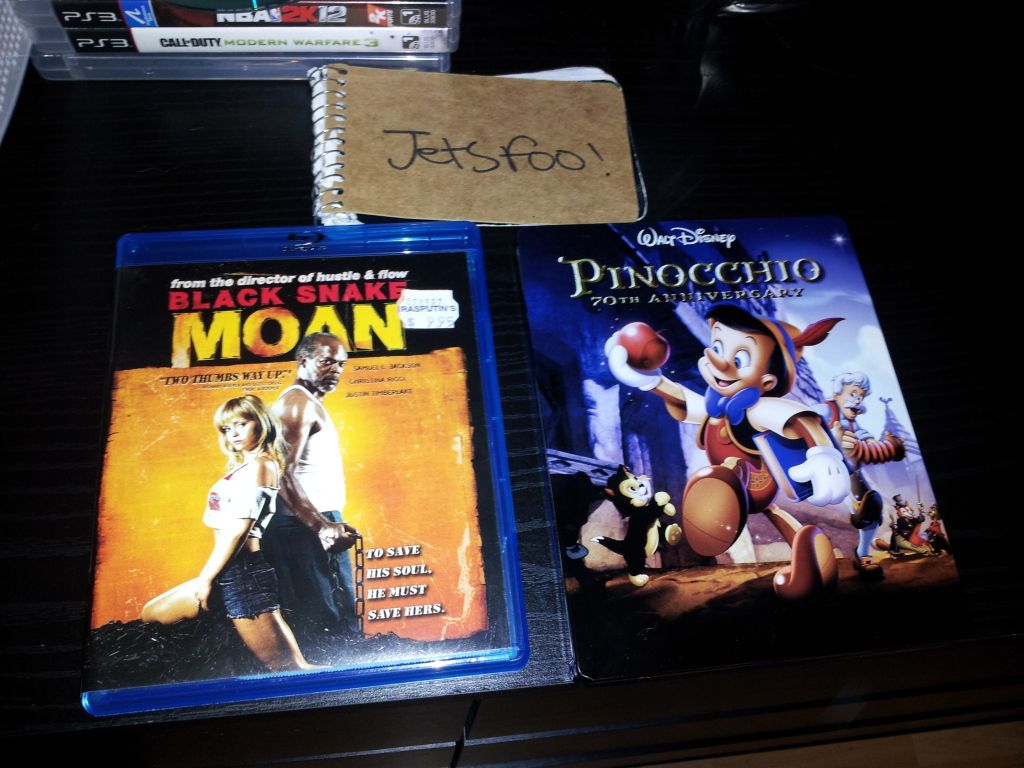 PS3 NBA 2K12 2K
PS3 CALL OF DUTY MODERN WARFARE 3
Jetsfoo!
from the director of hustle & flow
BLACK SNAKE
MOAN
RASPUTIN'S
$ 995
"TWO THUMBS WAY UP."
SAMUEL L. JACKSON
CHRISTINA RICCI
JUSTIN TIMBERLAKE
TO SAVE
HIS SOUL.
HE MUST
SAVE HERS.
WALT DISNEY
PINOCCHIO
70TH ANNIVERSARY